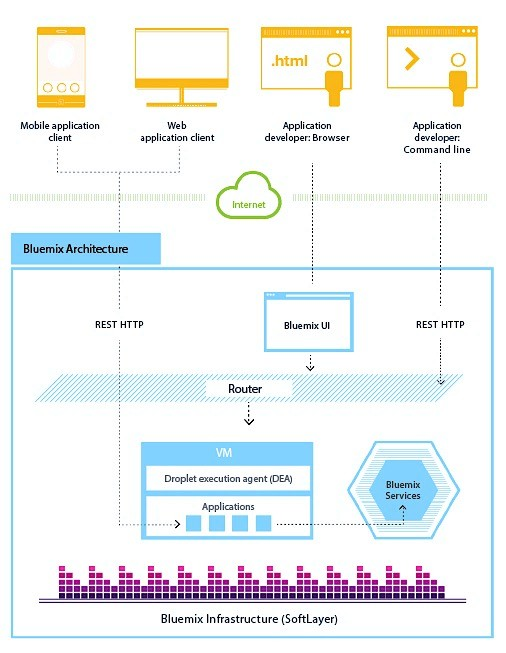 .html
Mobile application
client
Web
application client
Application
developer: Browser
Application
developer:
Command line
Internet
Bluemix Architecture
REST HTTP
Bluemix UI
REST HTTP
Router
VM
Droplet execution agent (DEA)
Applications
Bluemix
Services
Bluemix Infrastructure (SoftLayer)